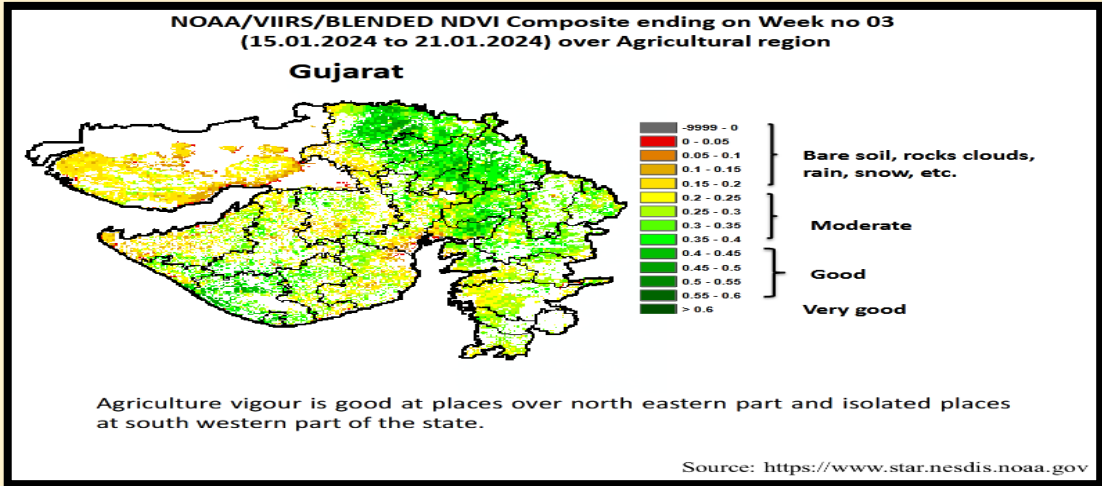 NOAA/VIIRS/BLENDED NDVI Composite ending on Week no 03
(15.01.2024 to 21.01.2024) over Agricultural region
Gujarat
-9999 - 0
0 - 0.05
0.05 - 0.1
0.1 - 0.15
0.15 - 0.2
0.2 - 0.25
0.25 - 0.3
0.3 - 0.35
0.35 - 0.4
0.4 - 0.45
0.45 - 0.5
0.5 - 0.55
0.55 - 0.6
> 0.6
Bare soil, rocks clouds,
rain, snow, etc.
Moderate
Good
Very good
Agriculture vigour is good at places over north eastern part and isolated places
at south western part of the state.
Source: https://www.star.nesdis.noaa.gov